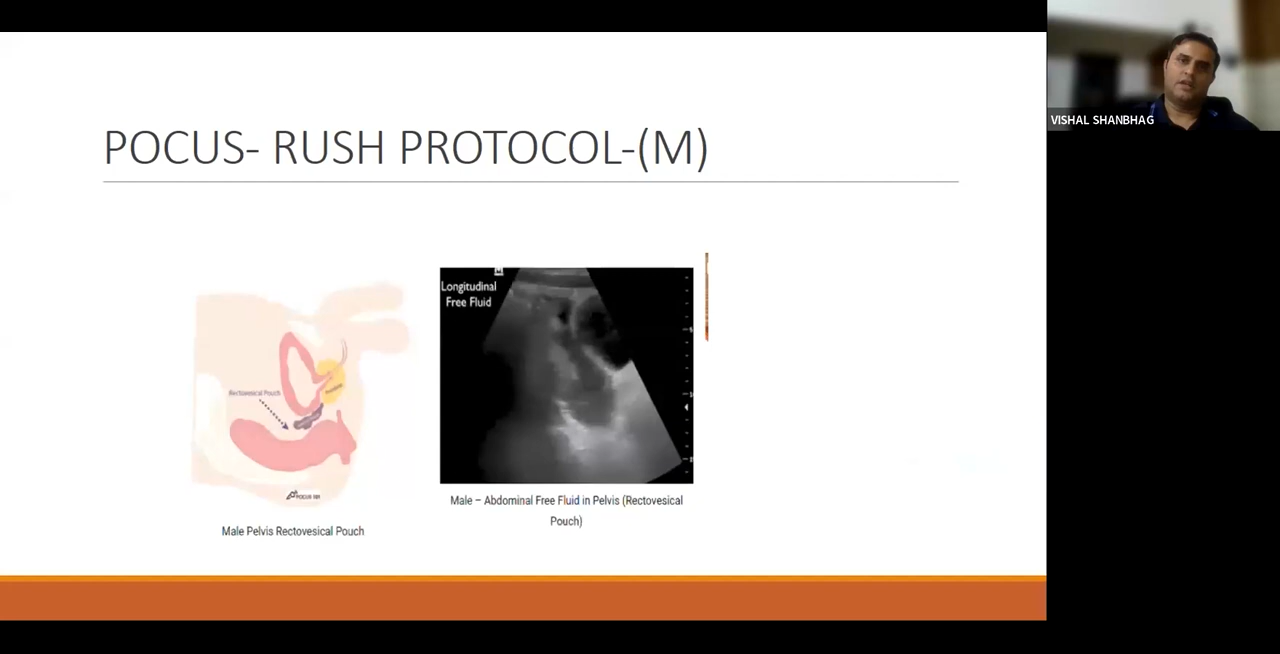 POCUS- RUSH PROTOCOL-(M)
VISHAL SHANBHAG
Longitudinal
Free Fluid
Rectovesical Pouch
POCUS 101
Male Pelvis Rectovesical Pouch
Male – Abdominal Free Fluid in Pelvis (Rectovesical
Pouch)